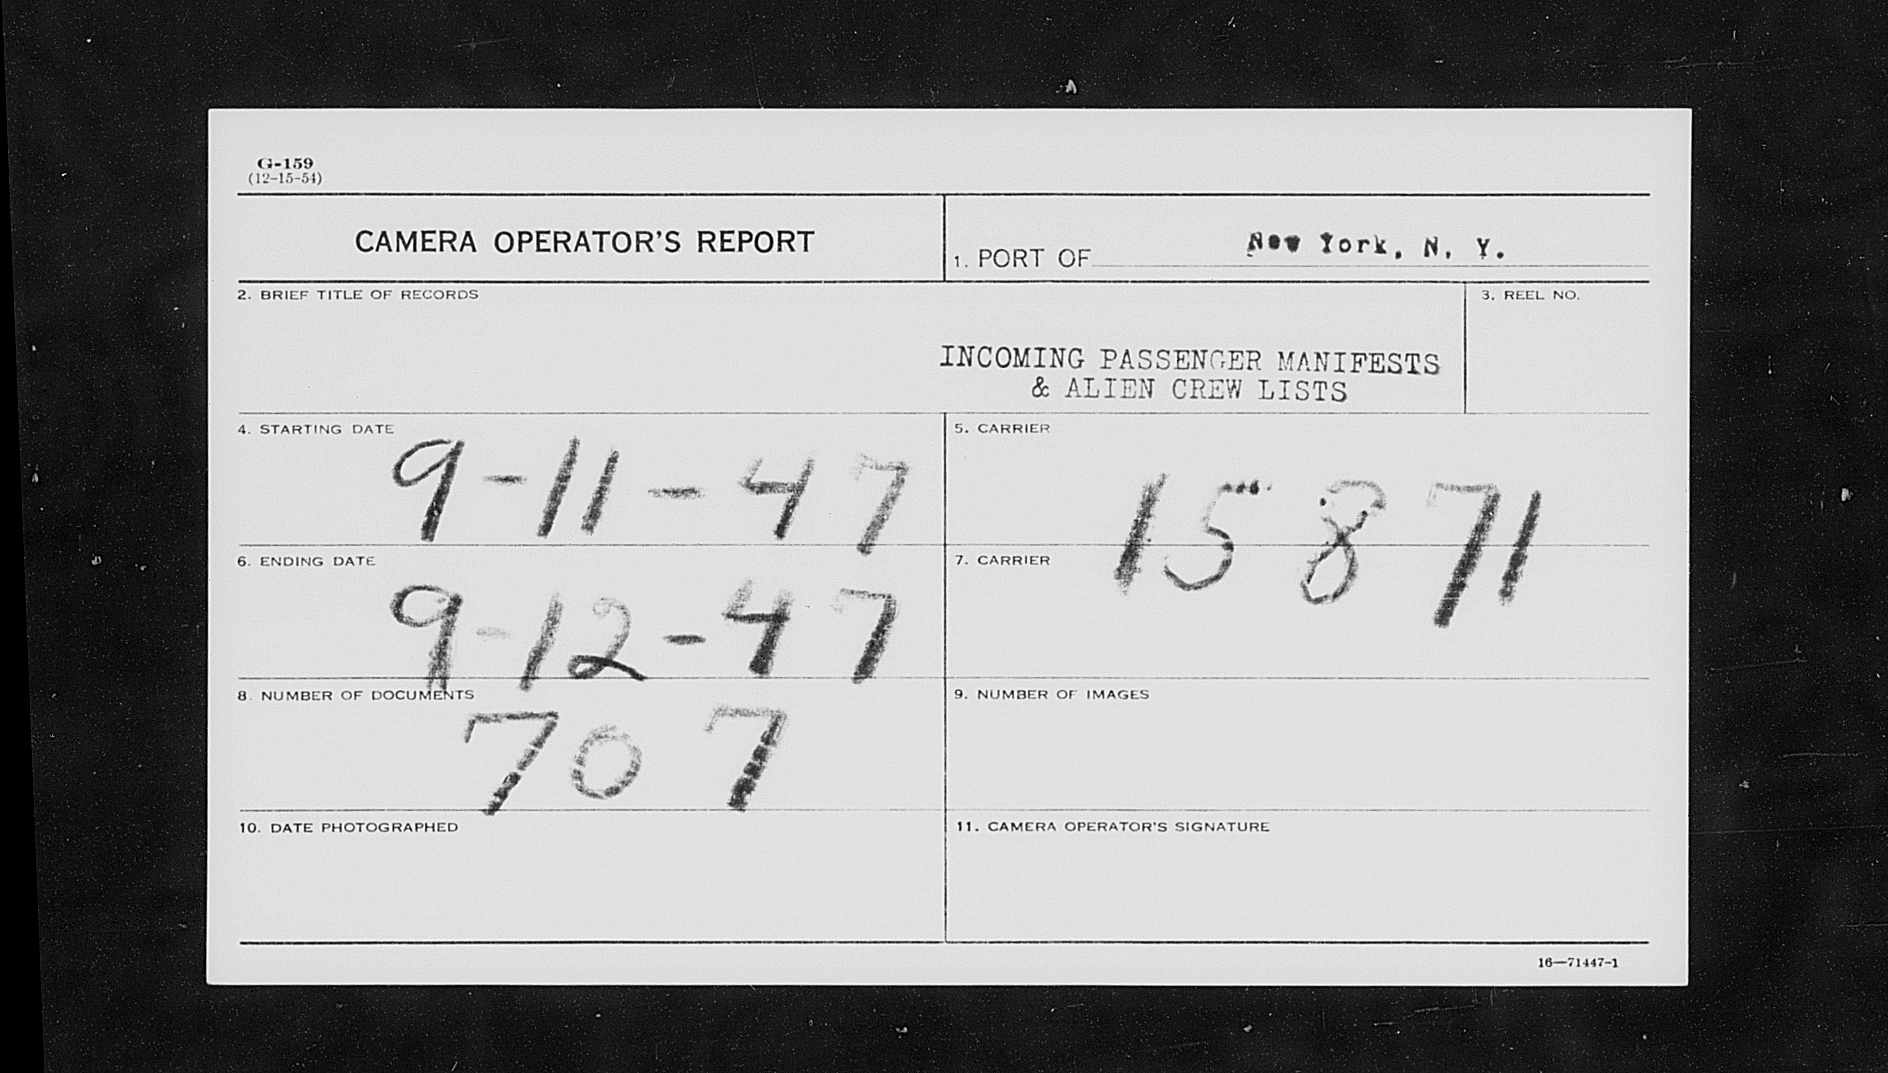 G-159
(12-15-54)
CAMERA OPERATOR'S REPORT
1. PORT OF New York, N. Y.
2. BRIEF TITLE OF RECORDS
INCOMING PASSENGER MANIFESTS
& ALIEN CREW LISTS
3. REEL NO.
4. STARTING DATE
9-11-47
5. CARRIER
15871
6. ENDING DATE
9-12-47
7. CARRIER
8. NUMBER OF DOCUMENTS
707
9. NUMBER OF IMAGES
10. DATE PHOTOGRAPHED
11. CAMERA OPERATOR'S SIGNATURE
16—71447-1